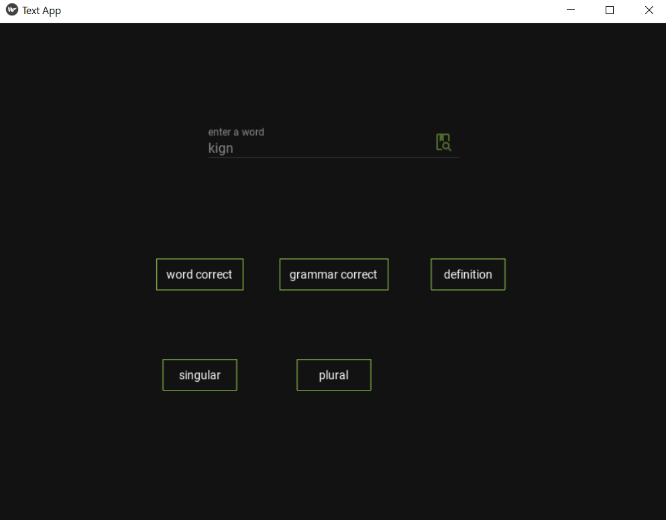 Text App
enter a word
kign
word correct
grammar correct
definition
singular
plural